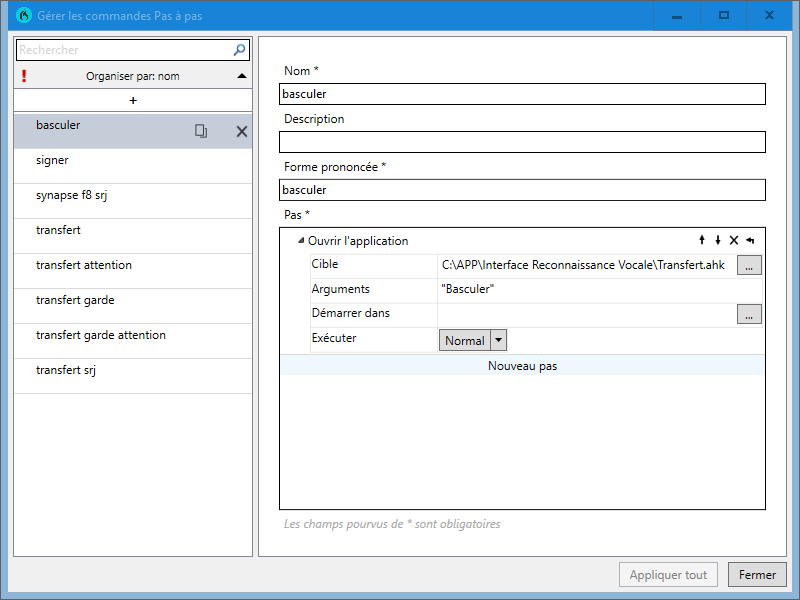 Gérer les commandes Pas à pas
Rechercher
! Organiser par: nom
+
basculer
signer
synapse f8 srj
transfert
transfert attention
transfert garde
transfert garde attention
transfert srj
Nom *
basculer
Description
Forme prononcée *
basculer
Pas *
Ouvrir l'application
Cible C:\APP\Interface Reconnaissance Vocale\Transfert.ahk ...
Arguments "Basculer"
Démarrer dans ...
Exécuter Normal
Nouveau pas
Les champs pourvus de * sont obligatoires
Appliquer tout Fermer